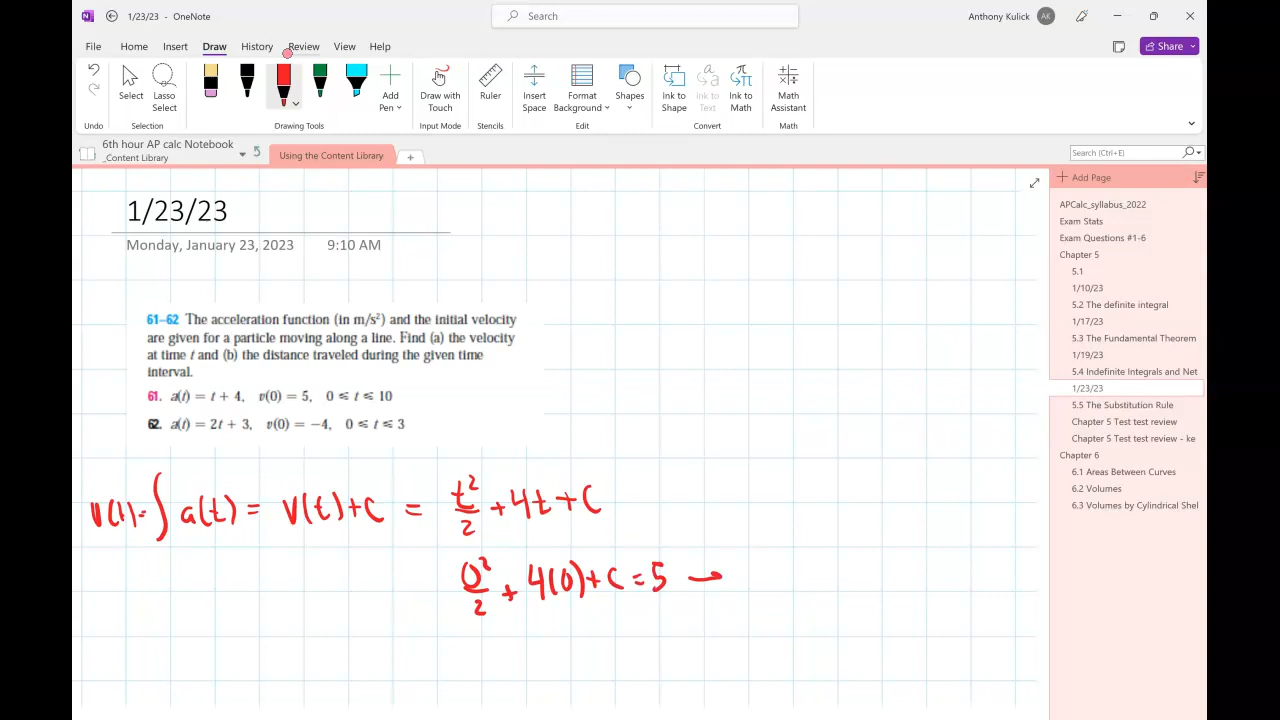 1/23/23 - OneNote
Search
Anthony Kulick
AK
File Home Insert Draw History Review View Help
Share
Select
Lasso Select
Add Pen
Draw with Touch
Ruler
Insert Space
Format Background
Shapes
Ink to Shape
Ink to Text
Ink to Math
Math Assistant
Undo
Selection
Drawing Tools
Input Mode
Stencils
Edit
Convert
Math
6th hour AP calc Notebook
_Content Library
Using the Content Library
+
Search (Ctrl+E)
1/23/23
Monday, January 23, 2023 9:10 AM
61–62 The acceleration function (in m/s²) and the initial velocity
are given for a particle moving along a line. Find (a) the velocity
at time t and (b) the distance traveled during the given time
interval.
61. a(t) = t + 4, v(0) = 5, 0 ≤ t ≤ 10
62. a(t) = 2t + 3, v(0) = −4, 0 ≤ t ≤ 3
v(t) = ∫ a(t) = v(t) + C = t²/2 + 4t + C
0²/2 + 4(0) + C = 5 →
Add Page
APCalc_syllabus_2022
Exam Stats
Exam Questions #1-6
Chapter 5
5.1
1/10/23
5.2 The definite integral
1/17/23
5.3 The Fundamental Theorem
1/19/23
5.4 Indefinite Integrals and Net
1/23/23
5.5 The Substitution Rule
Chapter 5 Test test review
Chapter 5 Test test review - ke
Chapter 6
6.1 Areas Between Curves
6.2 Volumes
6.3 Volumes by Cylindrical Shel